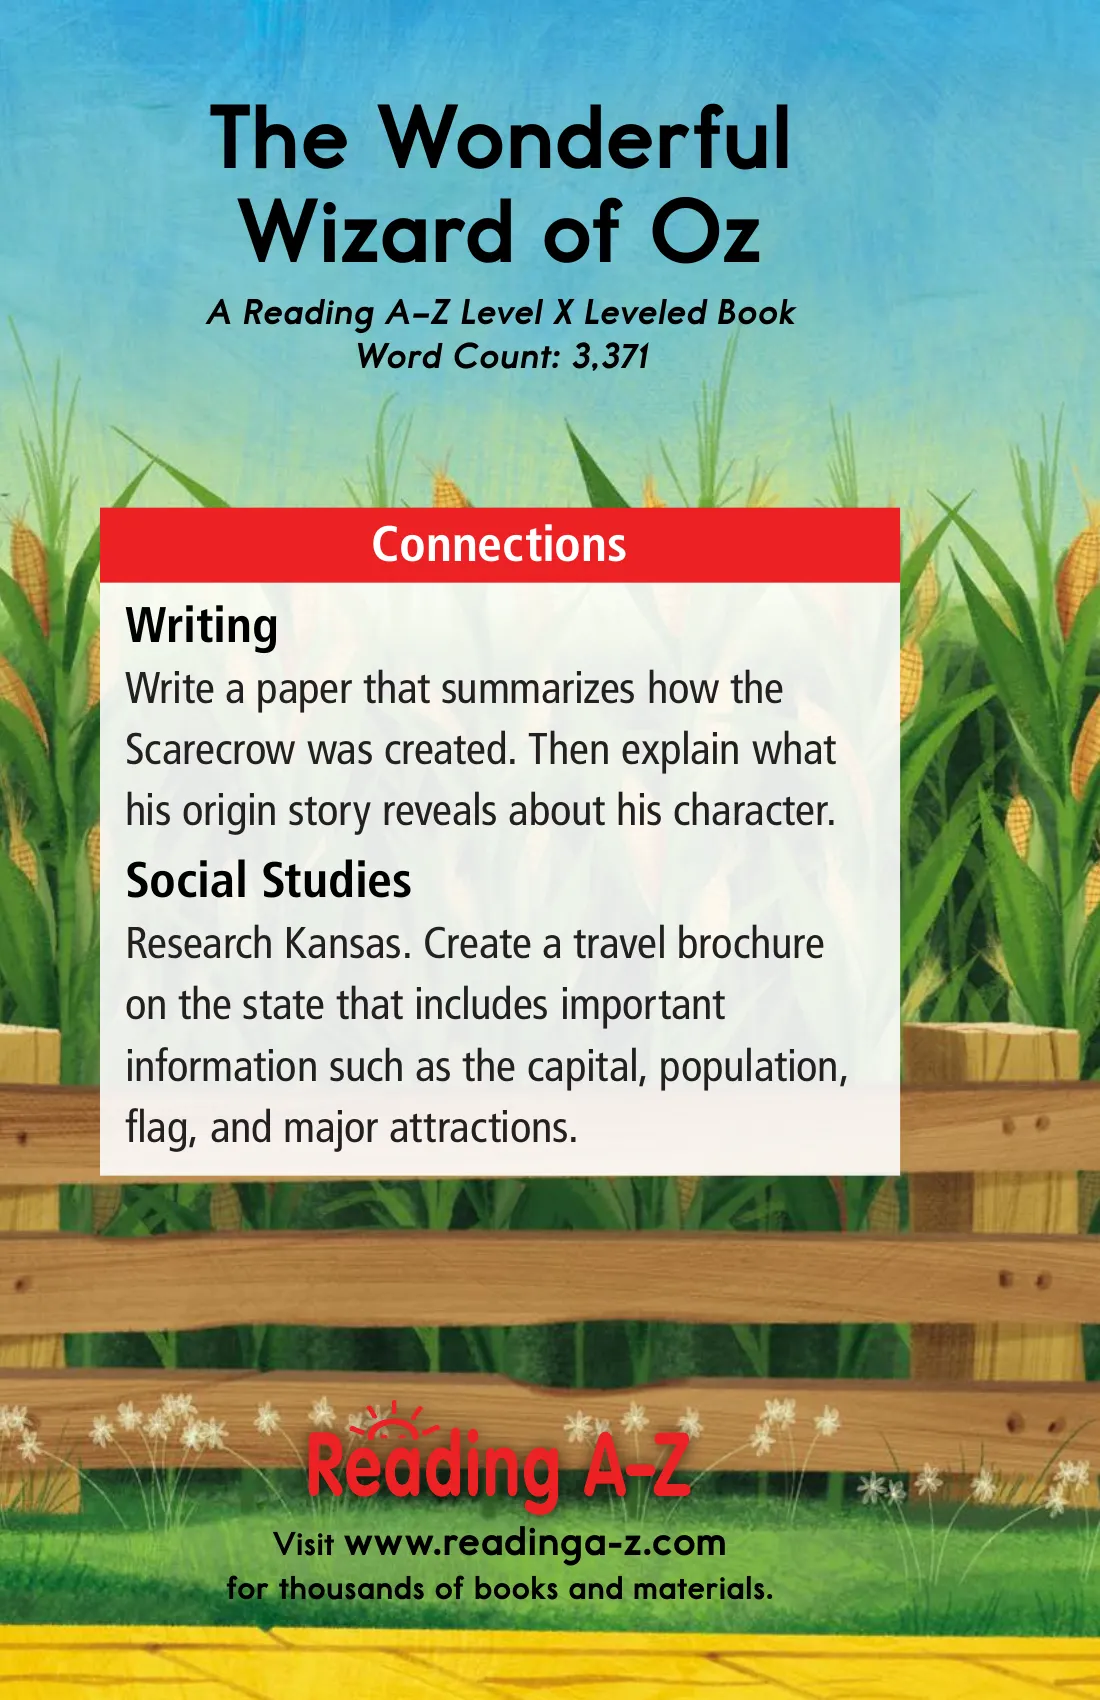 The Wonderful
Wizard of Oz
A Reading A–Z Level X Leveled Book
Word Count: 3,371
Connections
Writing
Write a paper that summarizes how the
Scarecrow was created. Then explain what
his origin story reveals about his character.
Social Studies
Research Kansas. Create a travel brochure
on the state that includes important
information such as the capital, population,
flag, and major attractions.
Reading A-Z
Visit www.readinga-z.com
for thousands of books and materials.